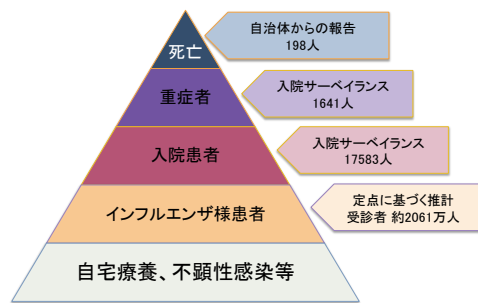 死亡
自治体からの報告
198人
重症者
入院サーベイランス
1641人
入院患者
入院サーベイランス
17583人
インフルエンザ様患者
定点に基づく推計
受診者 約2061万人
自宅療養、不顕性感染等